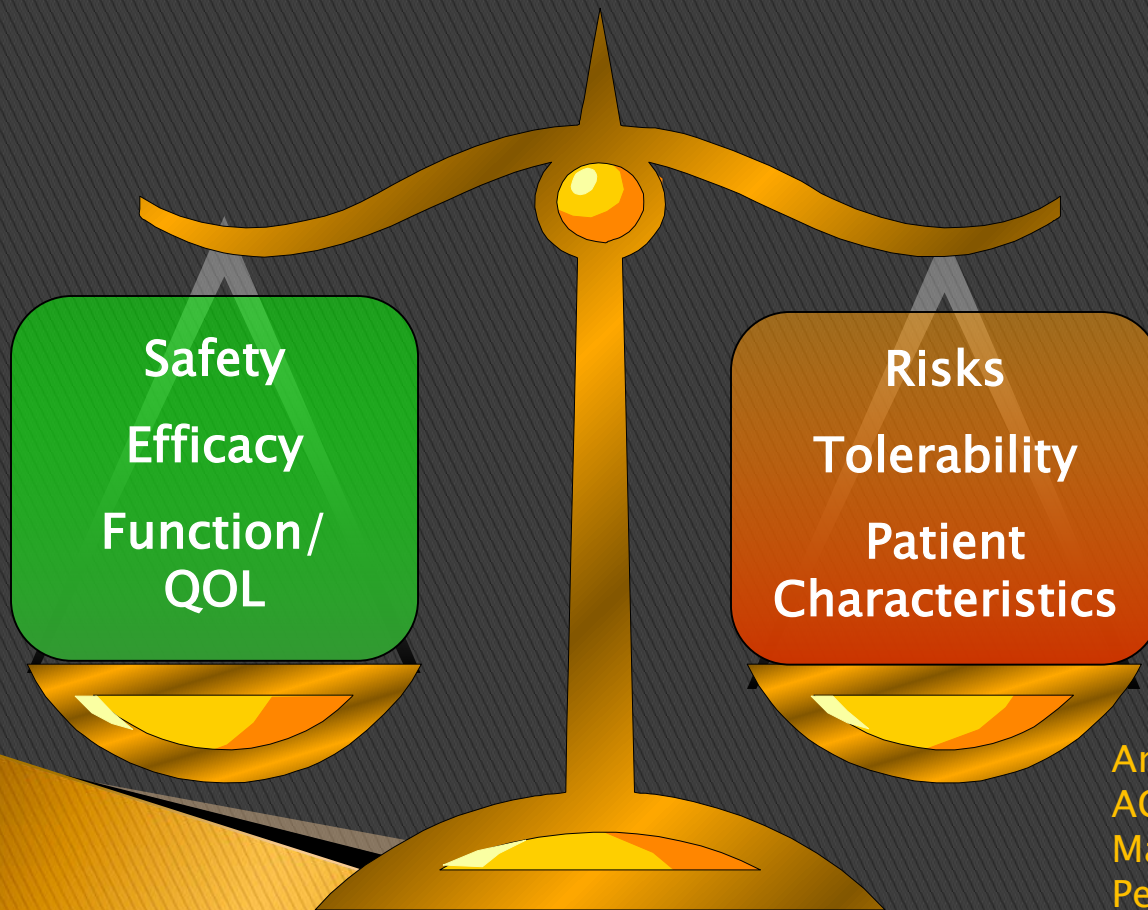 Safety
Efficacy
Function/
QOL
Risks
Tolerability
Patient
Characteristics